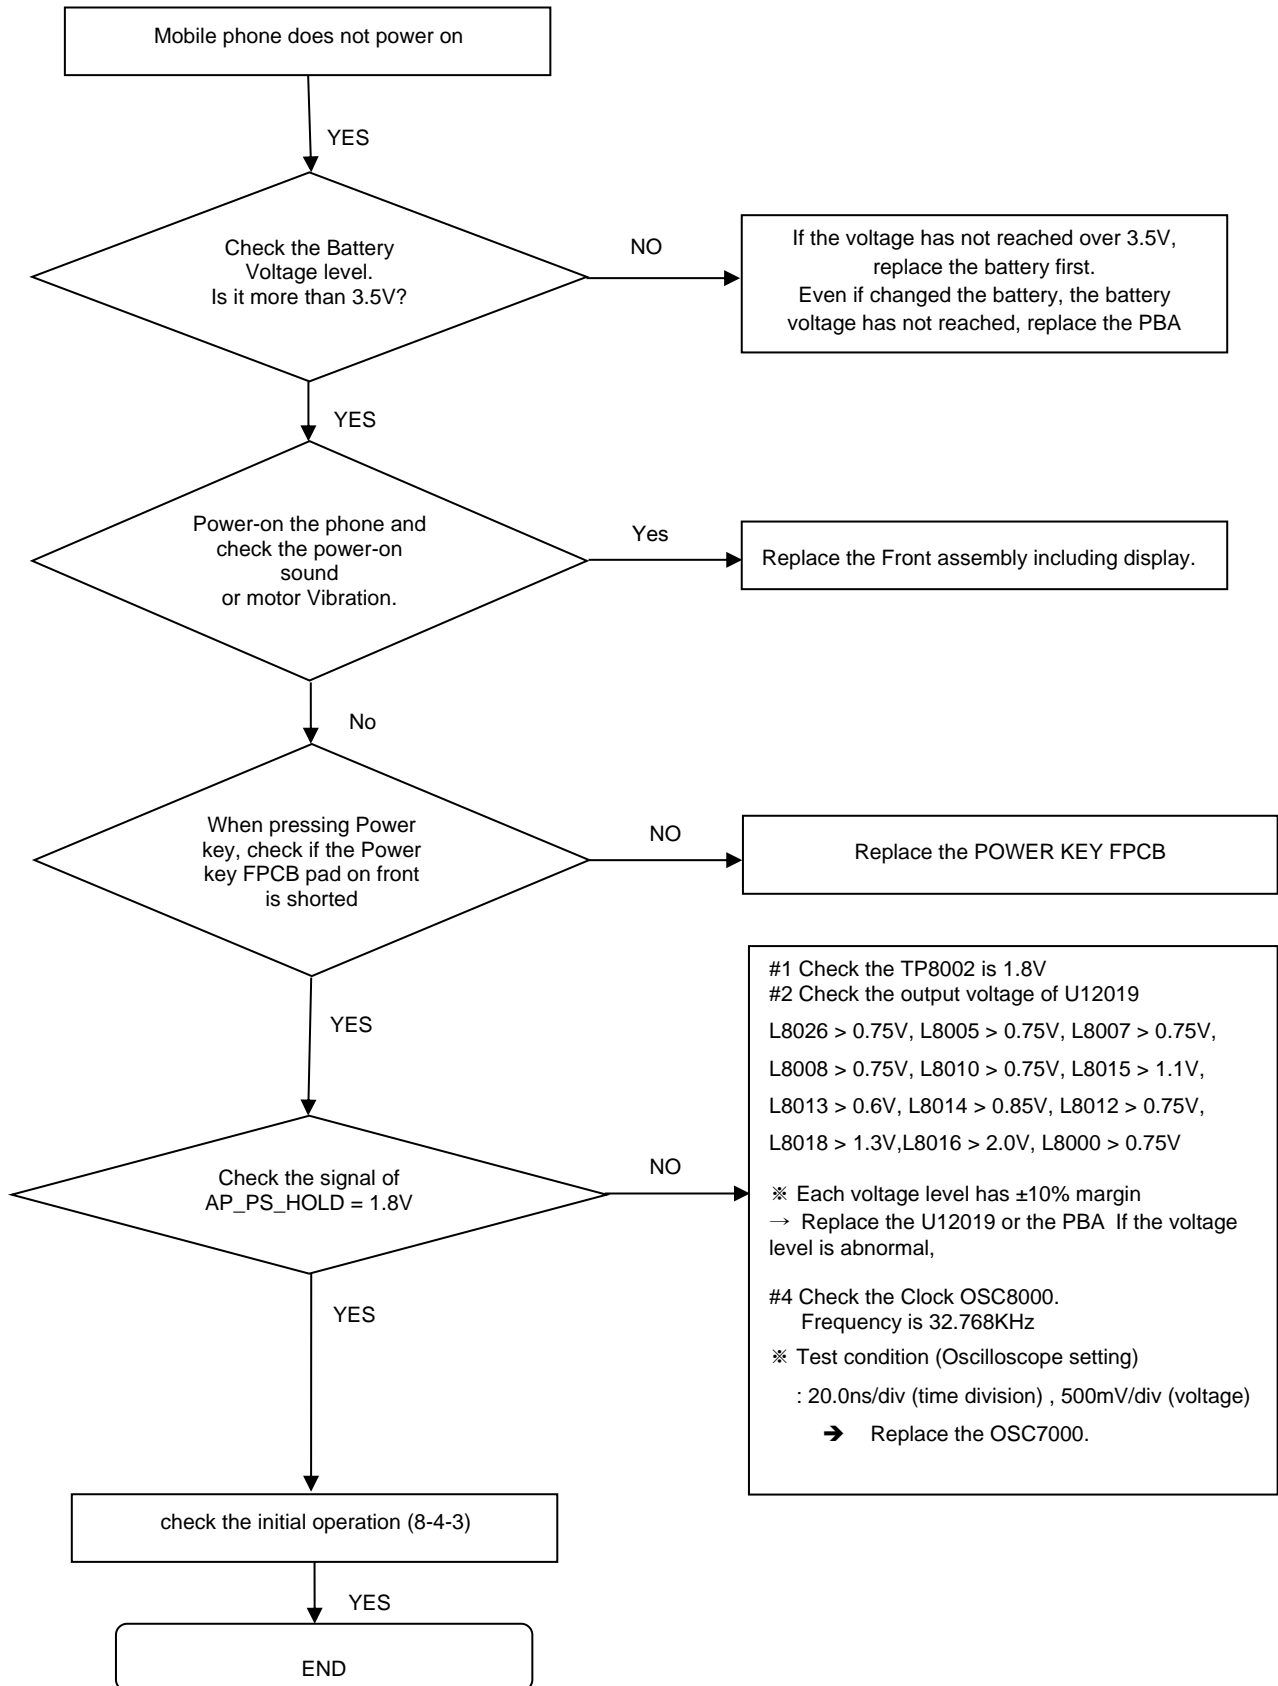 Mobile phone does not power on
YES
Check the Battery
Voltage level.
Is it more than 3.5V?
NO
If the voltage has not reached over 3.5V,
replace the battery first.
Even if changed the battery, the battery
voltage has not reached, replace the PBA
YES
Power-on the phone and
check the power-on
sound
or motor Vibration.
Yes
Replace the Front assembly including display.
No
When pressing Power
key, check if the Power
key FPCB pad on front
is shorted
NO
Replace the POWER KEY FPCB
YES
Check the signal of
AP_PS_HOLD = 1.8V
NO
#1 Check the TP8002 is 1.8V
#2 Check the output voltage of U12019
L8026 > 0.75V, L8005 > 0.75V, L8007 > 0.75V,
L8008 > 0.75V, L8010 > 0.75V, L8015 > 1.1V,
L8013 > 0.6V, L8014 > 0.85V, L8012 > 0.75V,
L8018 > 1.3V,L8016 > 2.0V, L8000 > 0.75V
※ Each voltage level has ±10% margin
→ Replace the U12019 or the PBA If the voltage
level is abnormal,
#4 Check the Clock OSC8000.
Frequency is 32.768KHz
※ Test condition (Oscilloscope setting)
: 20.0ns/div (time division) , 500mV/div (voltage)
➔ Replace the OSC7000.
YES
check the initial operation (8-4-3)
YES
END